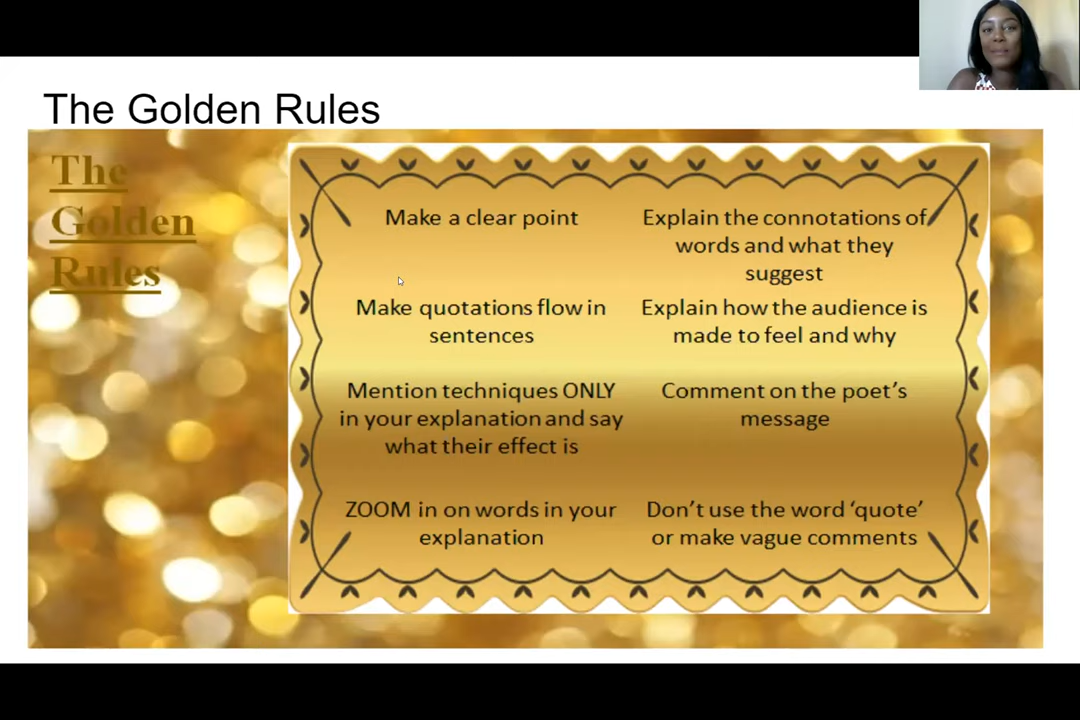 The Golden Rules
The
Golden
Rules
Make a clear point
Explain the connotations of
words and what they
suggest
Make quotations flow in
sentences
Explain how the audience is
made to feel and why
Mention techniques ONLY
in your explanation and say
what their effect is
Comment on the poet's
message
ZOOM in on words in your
explanation
Don't use the word 'quote'
or make vague comments